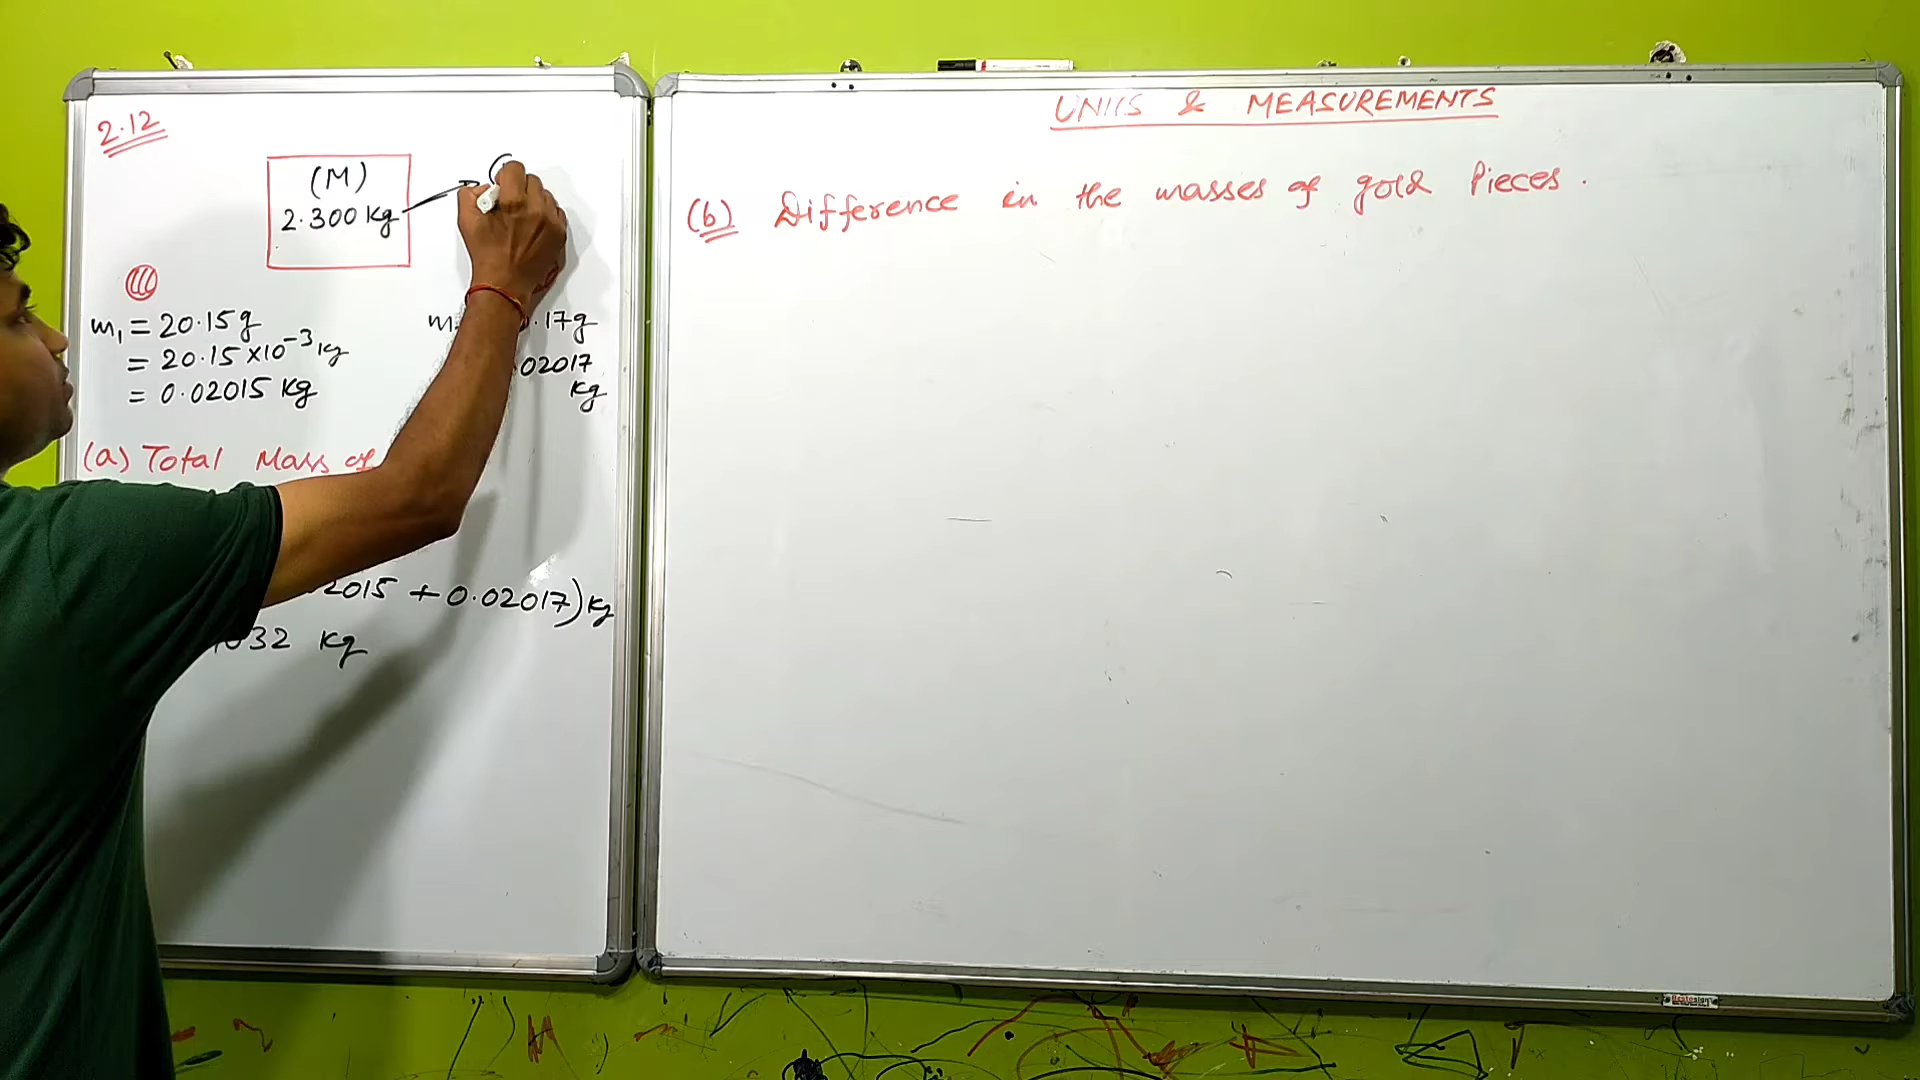 2.12
(M)
2.300 kg
m₁ = 20.15 g
= 20.15 × 10⁻³ kg
= 0.02015 kg
.17g
.02017
kg
(a) Total Mass of
2015 + 0.02017) kg
032 kg
UNITS & MEASUREMENTS
(b) Difference in the masses of gold Pieces.